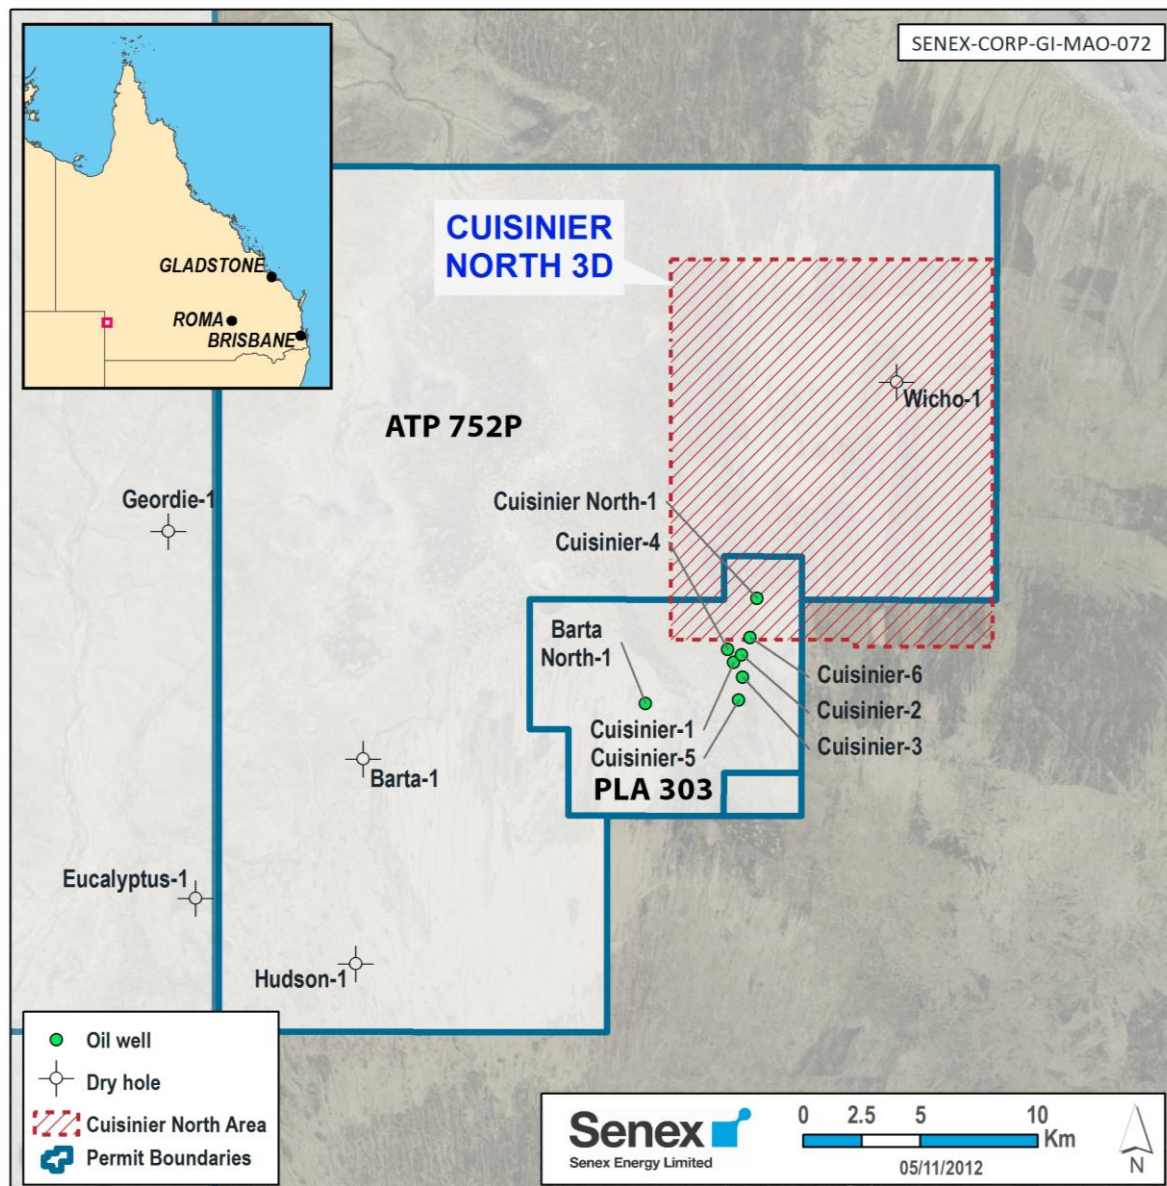 SENEX-CORP-GI-MAO-072
GLADSTONE
ROMA
BRISBANE
CUISINIER
NORTH 3D
Wicho-1
ATP 752P
Geordie-1
Cuisinier North-1
Cuisinier-4
Barta
North-1
Cuisinier-6
Cuisinier-2
Cuisinier-1
Cuisinier-3
Cuisinier-5
Barta-1
PLA 303
Eucalyptus-1
Hudson-1
Oil well
Dry hole
Cuisinier North Area
Permit Boundaries
Senex
Senex Energy Limited
0 2.5 5 10
Km
05/11/2012
N